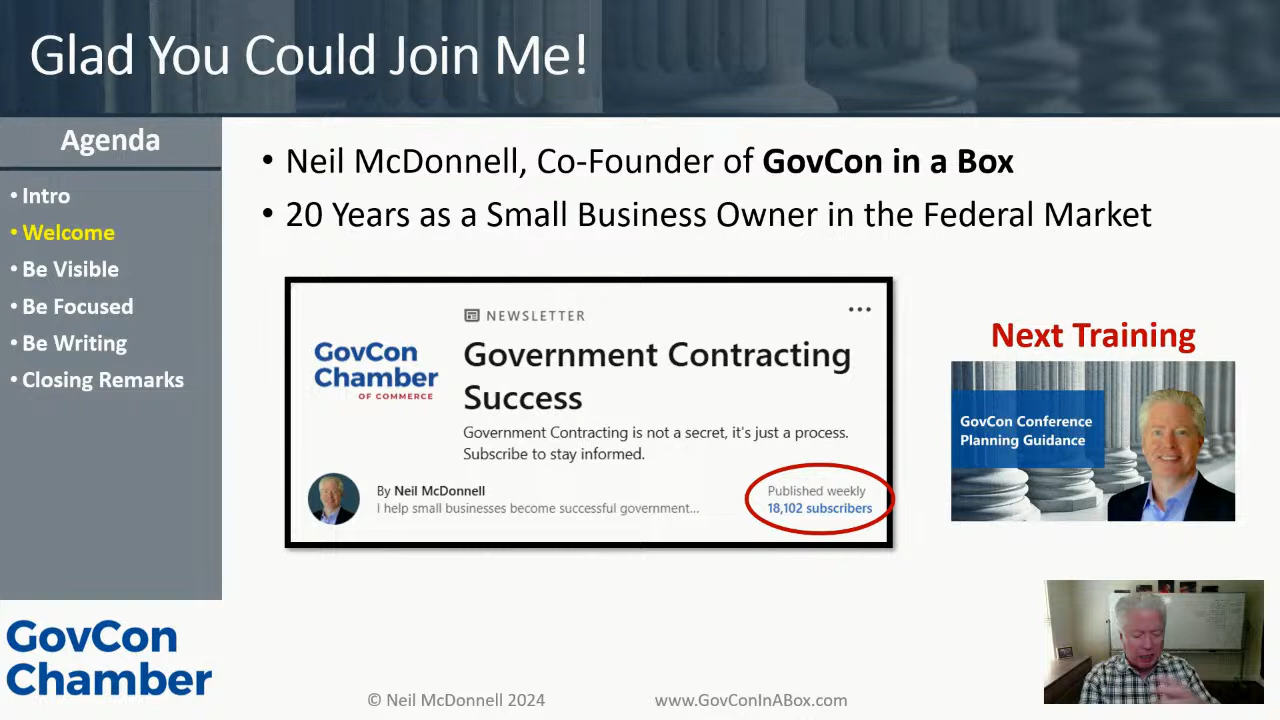 Glad You Could Join Me!
Agenda
• Intro
• Welcome
• Be Visible
• Be Focused
• Be Writing
• Closing Remarks
• Neil McDonnell, Co-Founder of GovCon in a Box
• 20 Years as a Small Business Owner in the Federal Market
NEWSLETTER
GovCon
Chamber
OF COMMERCE
Government Contracting
Success
Government Contracting is not a secret, it's just a process.
Subscribe to stay informed.
By Neil McDonnell
I help small businesses become successful government...
Published weekly
18,102 subscribers
Next Training
GovCon Conference
Planning Guidance
GovCon
Chamber
© Neil McDonnell 2024
www.GovConInABox.com